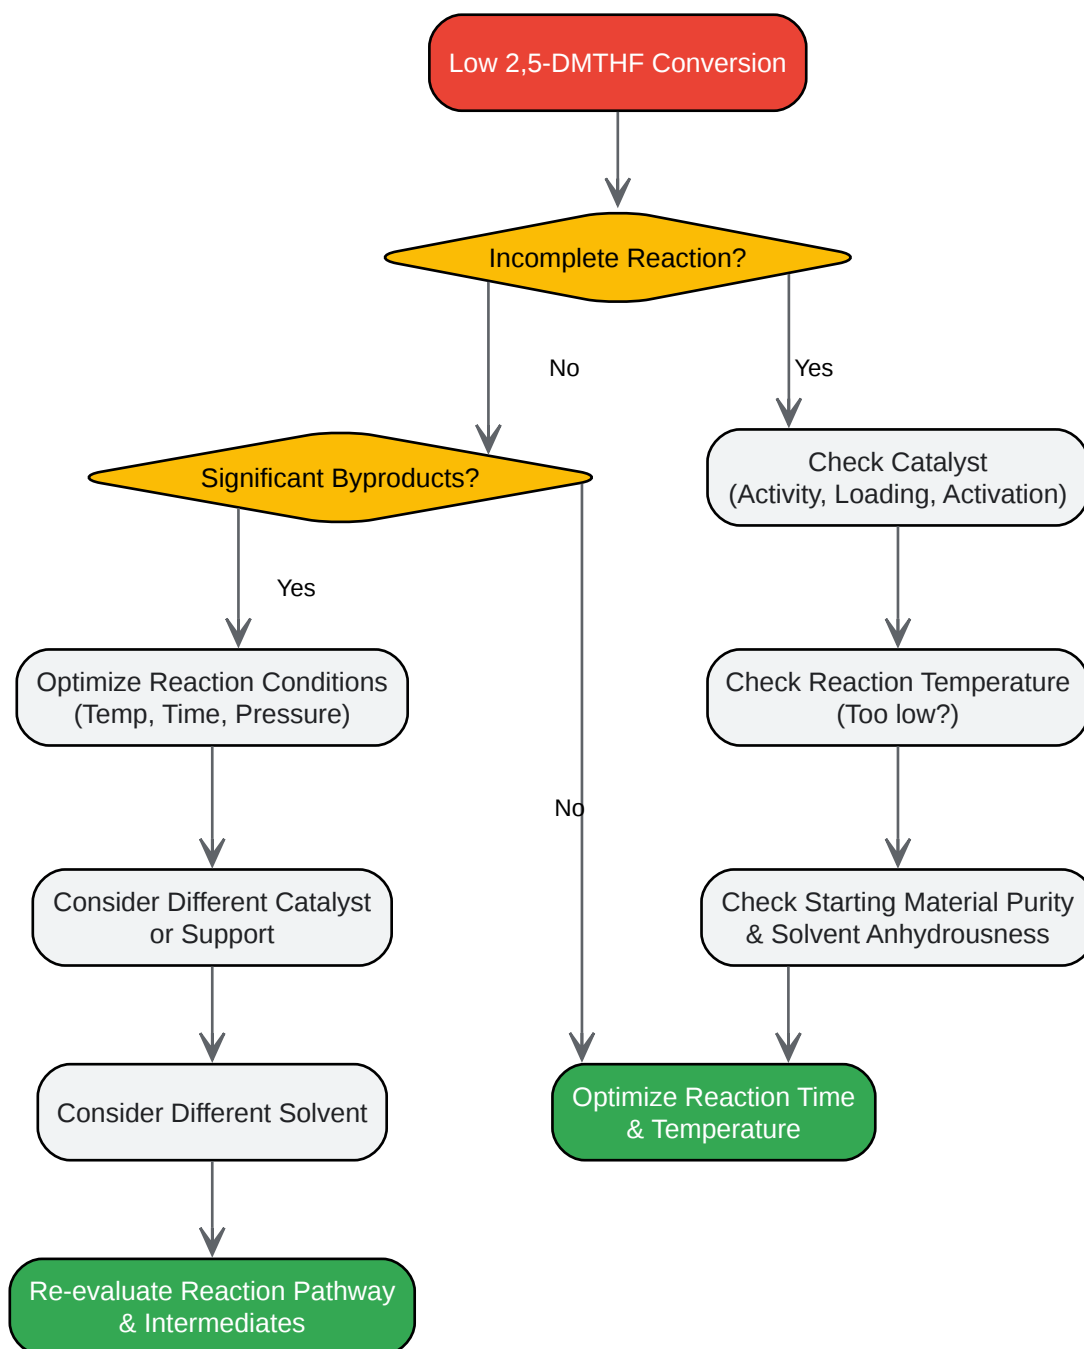 Low 2,5-DMTHF Conversion
Incomplete Reaction?
No
Yes
Significant Byproducts?
Check Catalyst
(Activity, Loading, Activation)
Yes
Optimize Reaction Conditions
(Temp, Time, Pressure)
Check Reaction Temperature
(Too low?)
No
Consider Different Catalyst
or Support
Check Starting Material Purity
& Solvent Anhydrousness
Consider Different Solvent
Optimize Reaction Time
& Temperature
Re-evaluate Reaction Pathway
& Intermediates